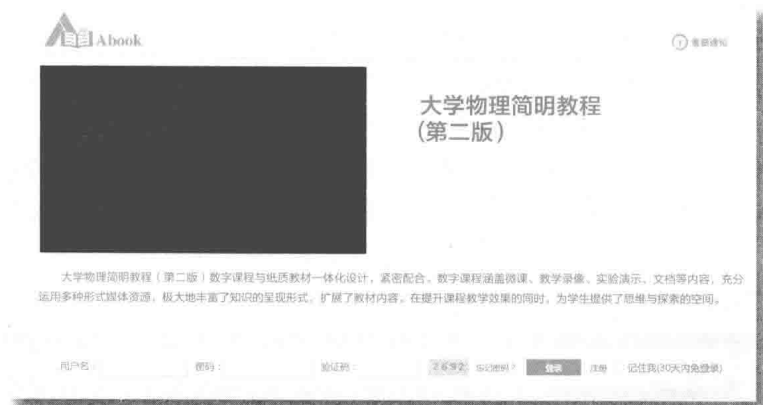 Abook
大学物理简明教程
(第二版)
大学物理简明教程(第二版)数字课程与纸质教材一体化设计，紧密配合。数字课程涵盖微课、教学录像、实验演示、文档等内容，充分
运用多种形式媒体资源，极大地丰富了知识的呈现形式，扩展了教材内容。在提升课程教学效果的同时，为学生提供了思维与探索的空间。
用户名： 密码： 验证码： 2692 忘记密码？ 登录 注册 记住我(30天内免登录)